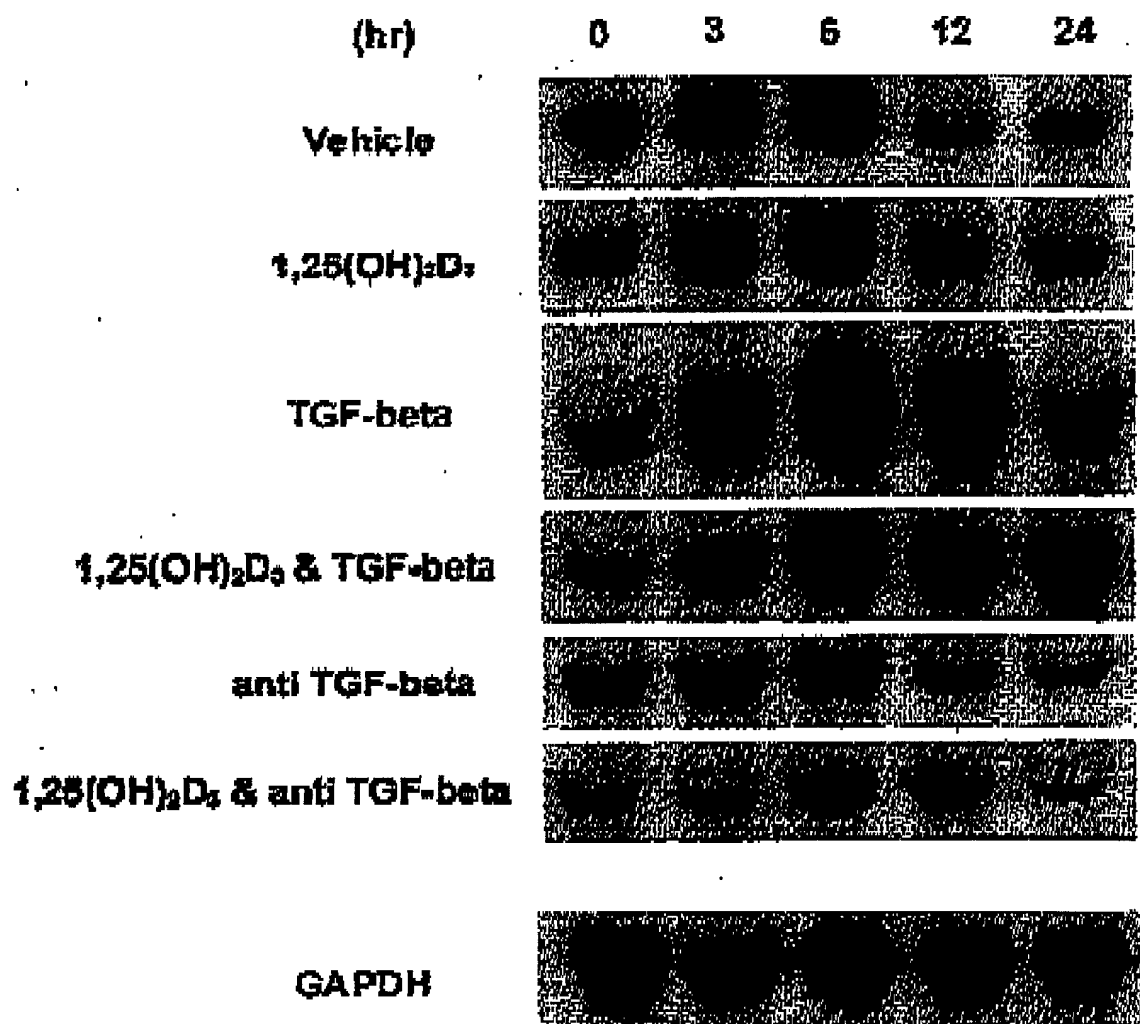 (hr) 0 3 6 12 24
Vehicle
1,25(OH)₂D₃
TGF-beta
1,25(OH)₂D₃ & TGF-beta
anti TGF-beta
1,25(OH)₂D₃ & anti TGF-beta
GAPDH